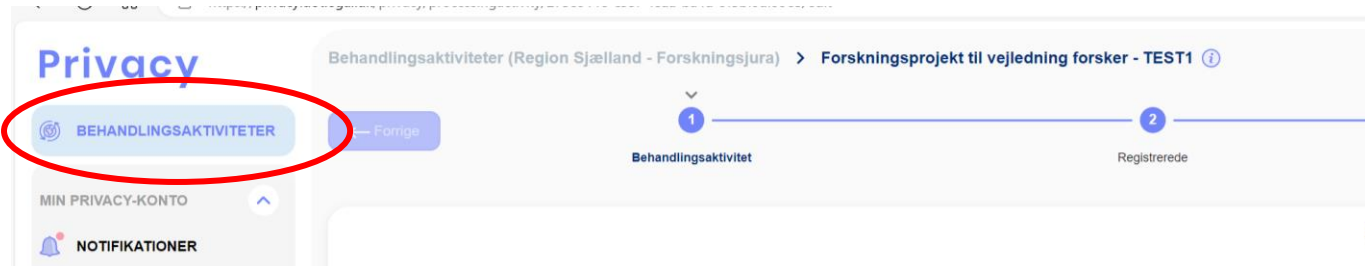 Privacy
Behandlingsaktiviteter (Region Sjælland - Forskningsjura) > Forskningsprojekt til vejledning forsker - TEST1 i
BEHANDLINGSAKTIVITETER
← Forrige
1
2
Behandlingsaktivitet
Registrerede
MIN PRIVACY-KONTO
NOTIFIKATIONER